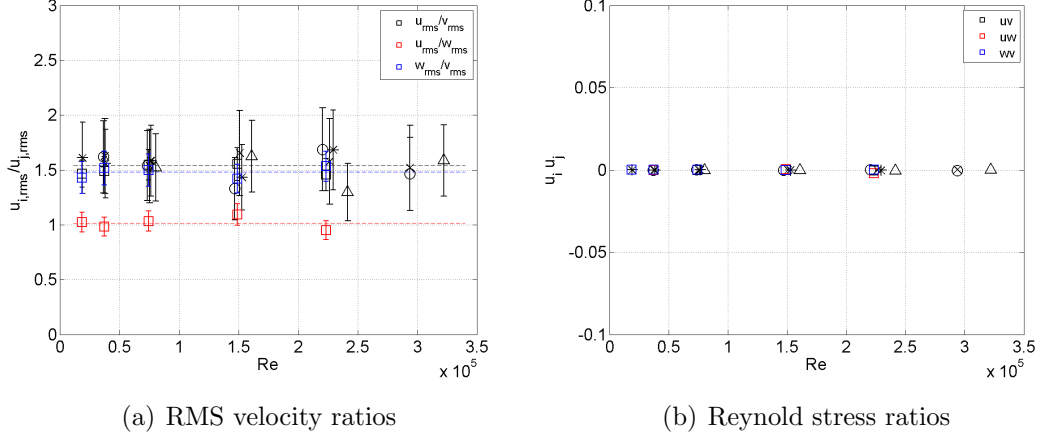 3
2.5
2
1.5
1
0.5
0
u_i,rms/u_j,rms
u_rms/v_rms
u_rms/w_rms
w_rms/v_rms
0 0.5 1 1.5 2 2.5 3 3.5
Re
x 10^5
(a) RMS velocity ratios
0.1
0.05
0
-0.05
-0.1
u_i u_j
uv
uw
wv
0 0.5 1 1.5 2 2.5 3 3.5
Re
x 10^5
(b) Reynold stress ratios